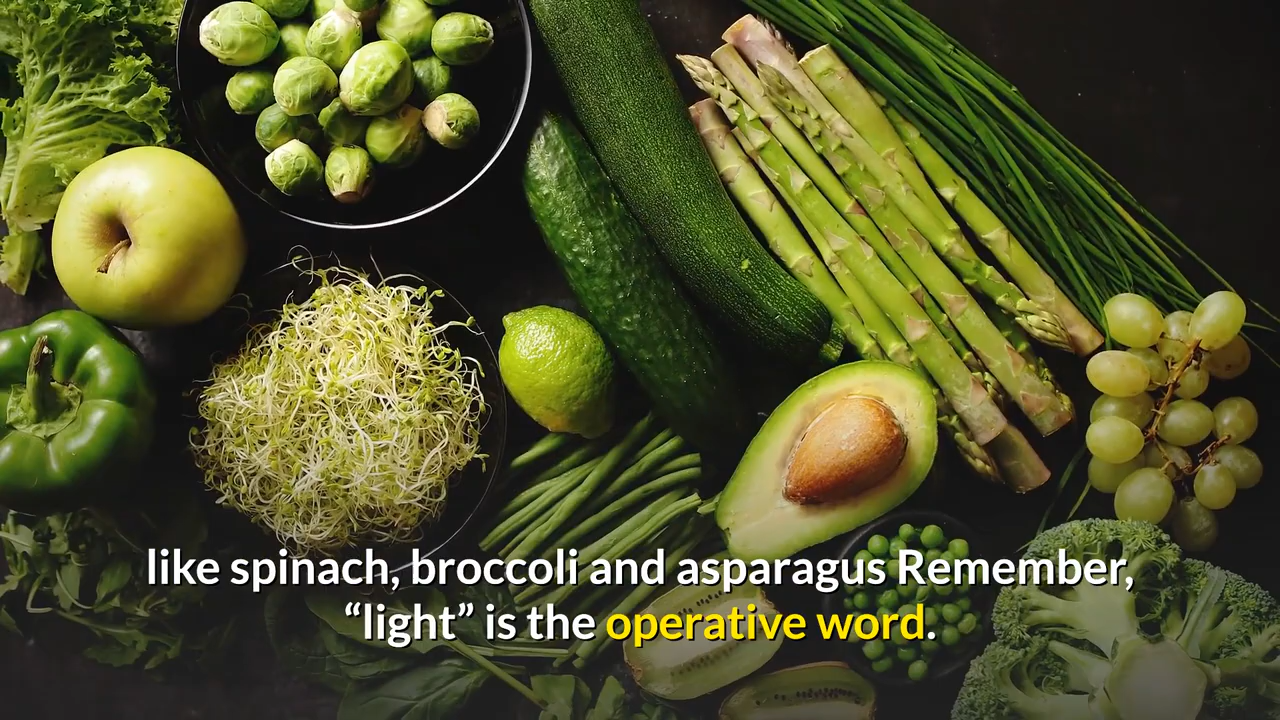 like spinach, broccoli and asparagus Remember,
“light” is the operative word.